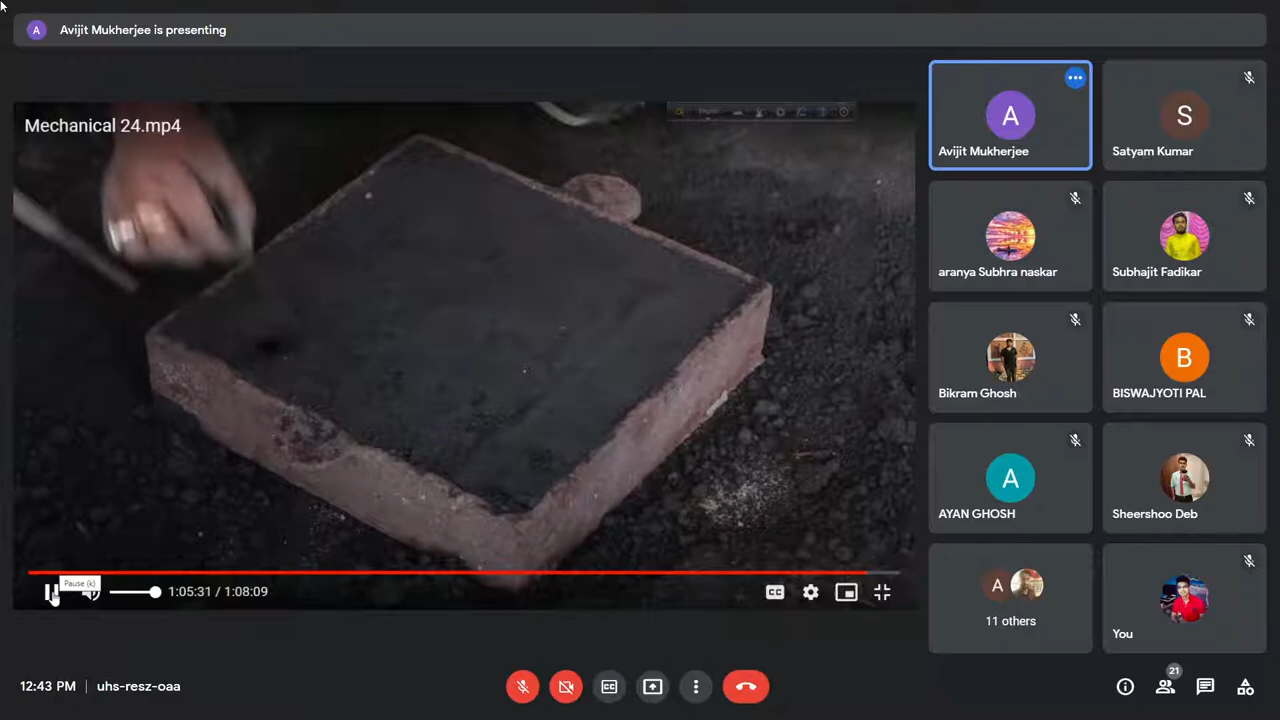 A
Avijit Mukherjee is presenting
Mechanical 24.mp4
Pause (k)
1:05:31 / 1:08:09
CC
A
Avijit Mukherjee
S
Satyam Kumar
aranya Subhra naskar
Subhajit Fadikar
Bikram Ghosh
B
BISWAJYOTI PAL
A
AYAN GHOSH
Sheershoo Deb
A
11 others
You
12:43 PM | uhs-resz-oaa
CC
21